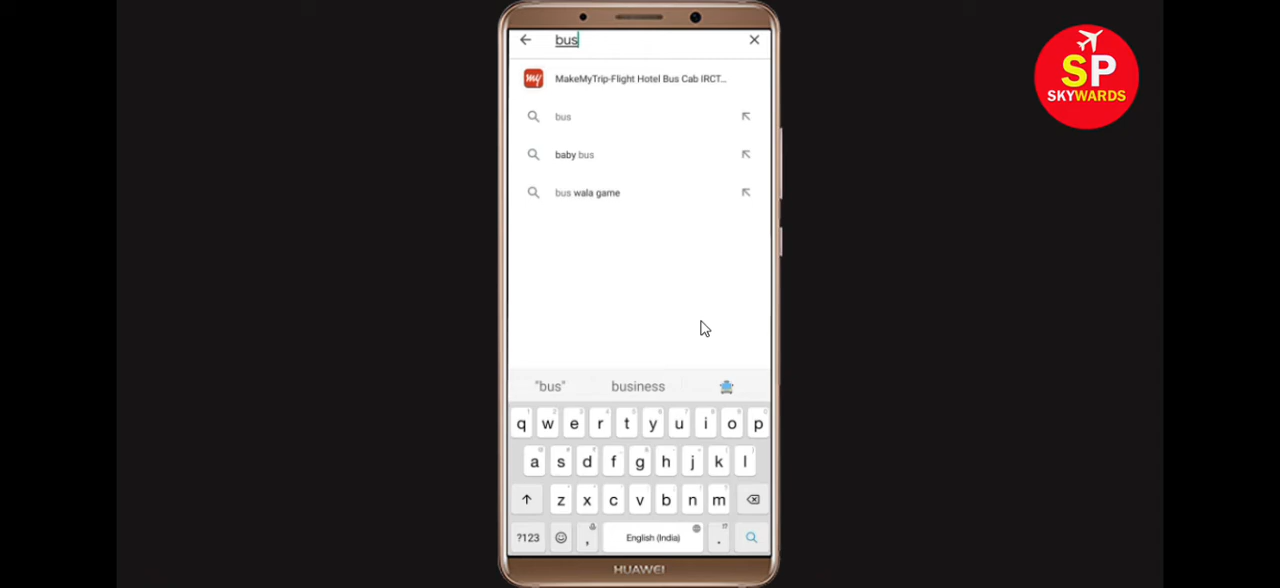 bus
MakeMyTrip-Flight Hotel Bus Cab IRCT...
bus
baby bus
bus wala game
"bus" business
q w e r t y u i o p
a s d f g h j k l
z x c v b n m
?123 , English (India) .
HUAWEI
SP
SKYWARDS
my